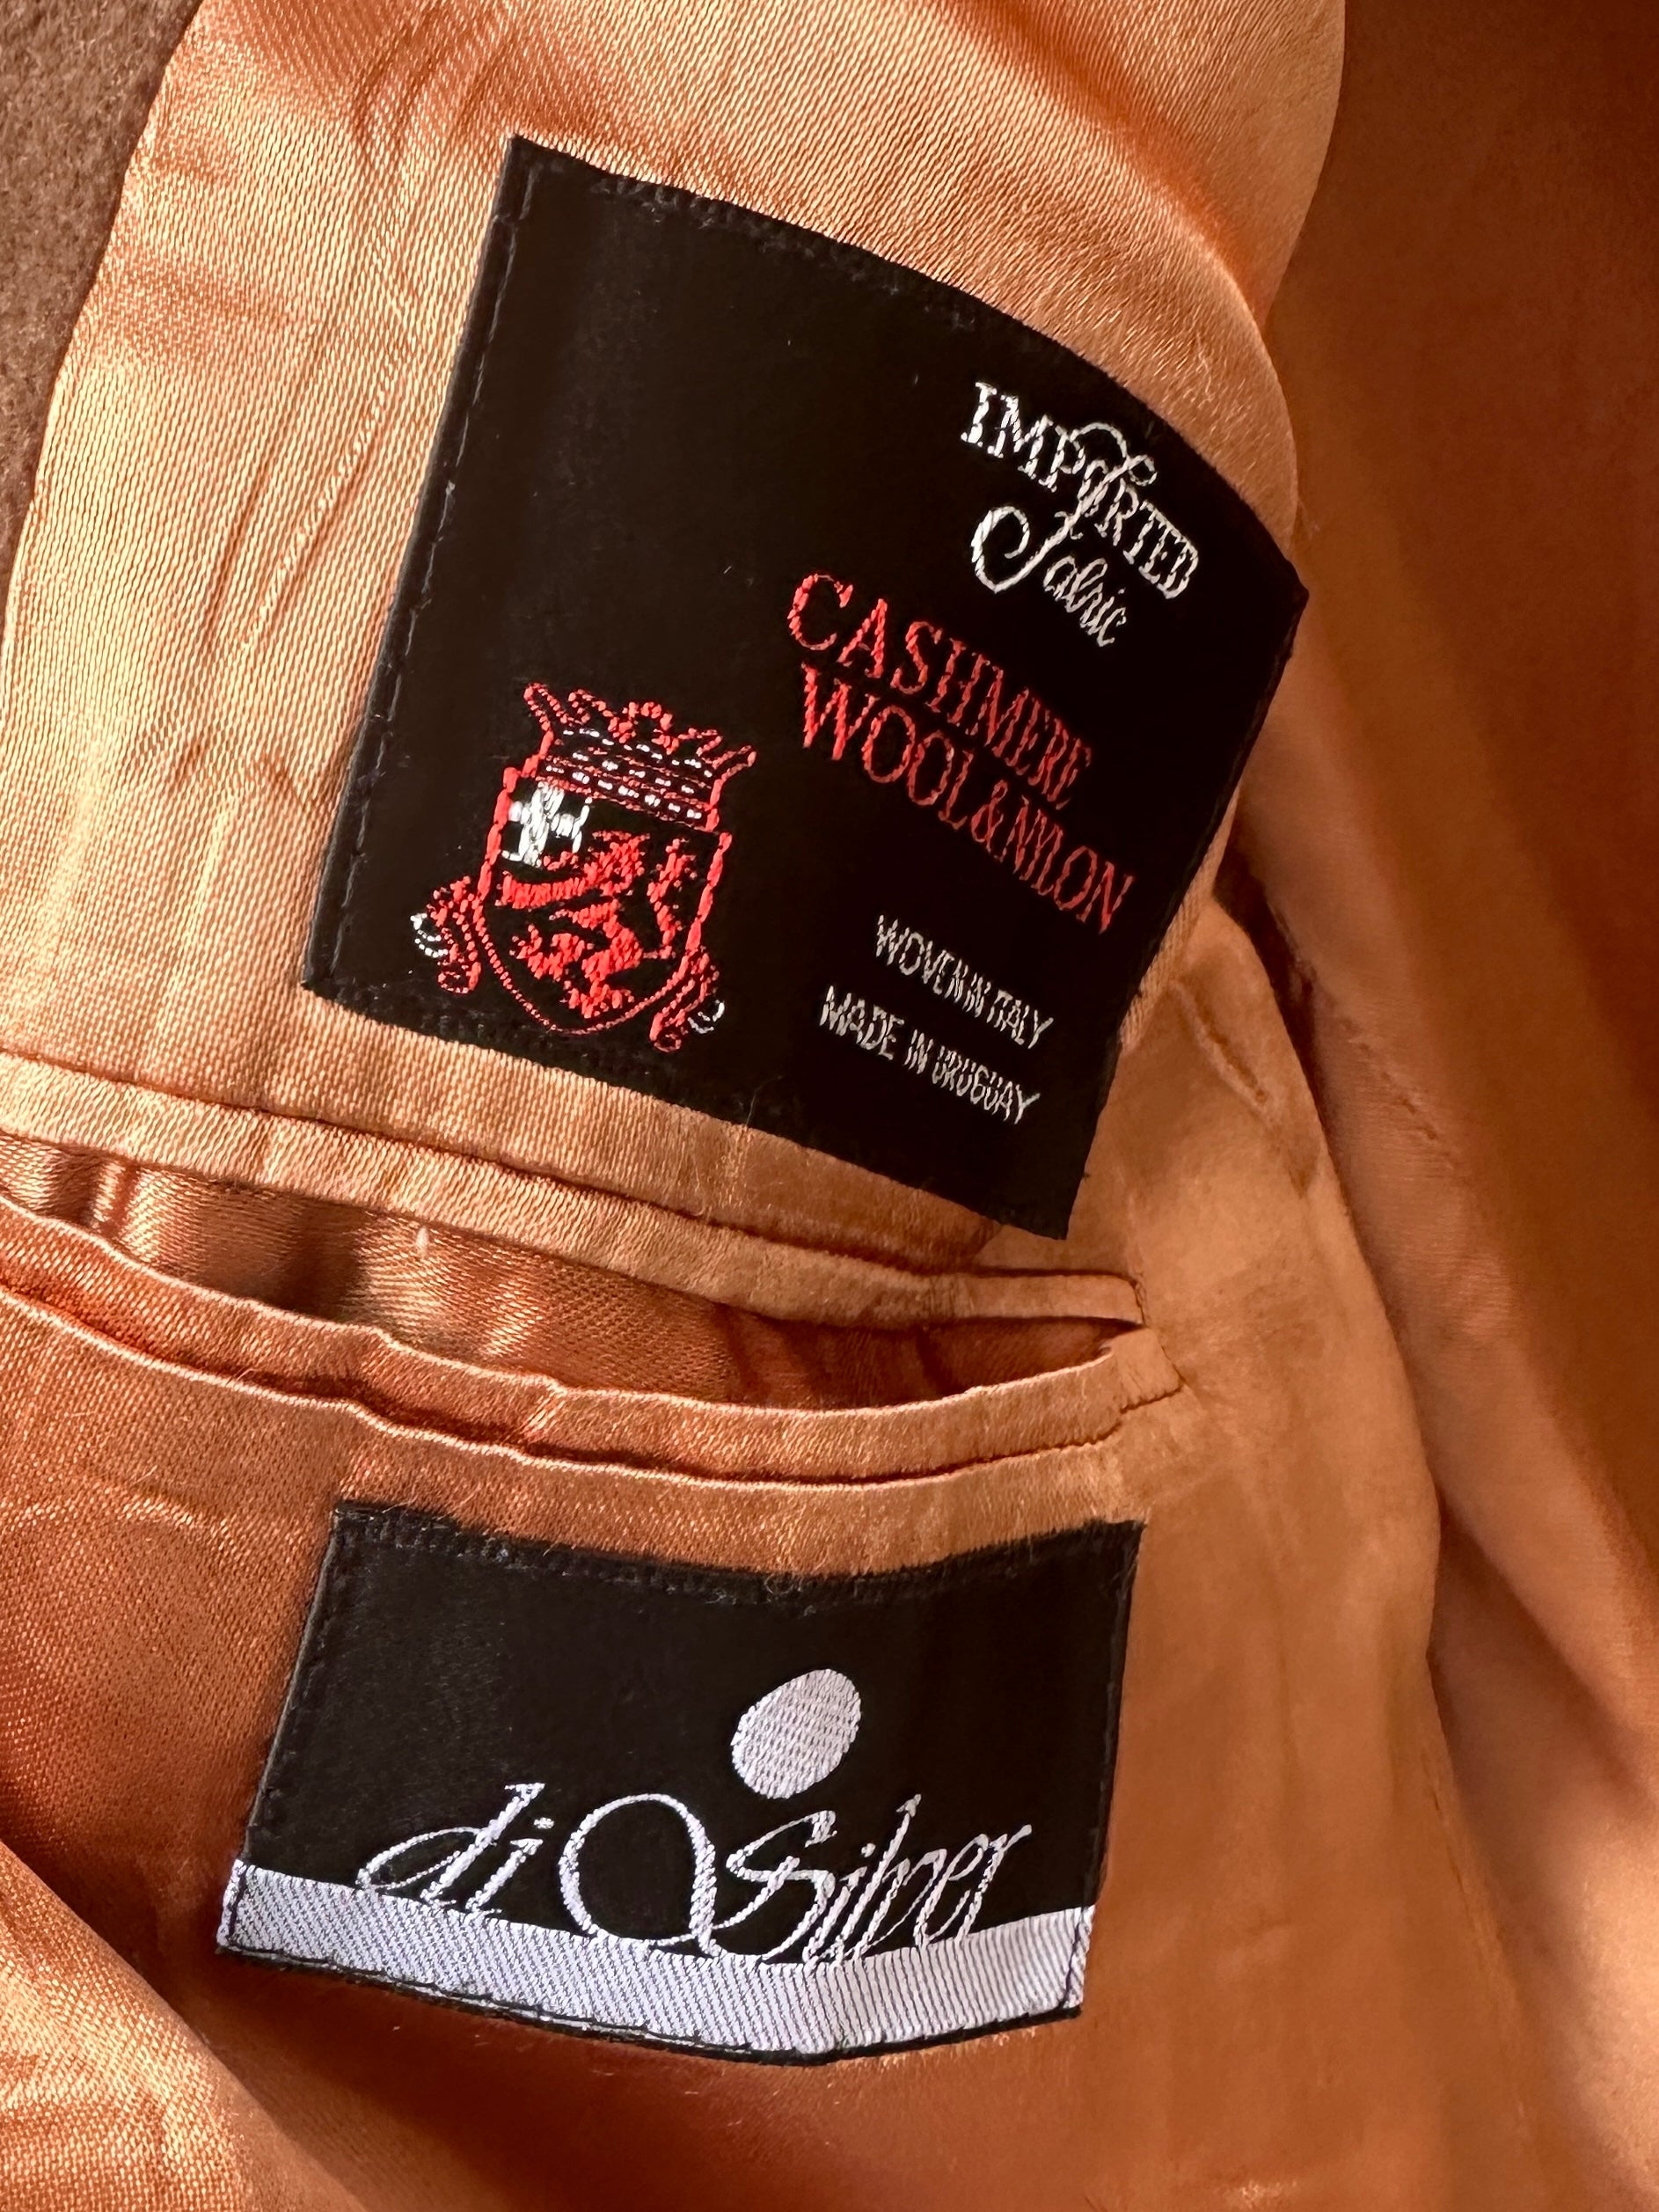 IMPORTED
Fabric
CASHMERE
WOOL & NYLON
WOVEN IN ITALY
MADE IN URUGUAY
di Silver